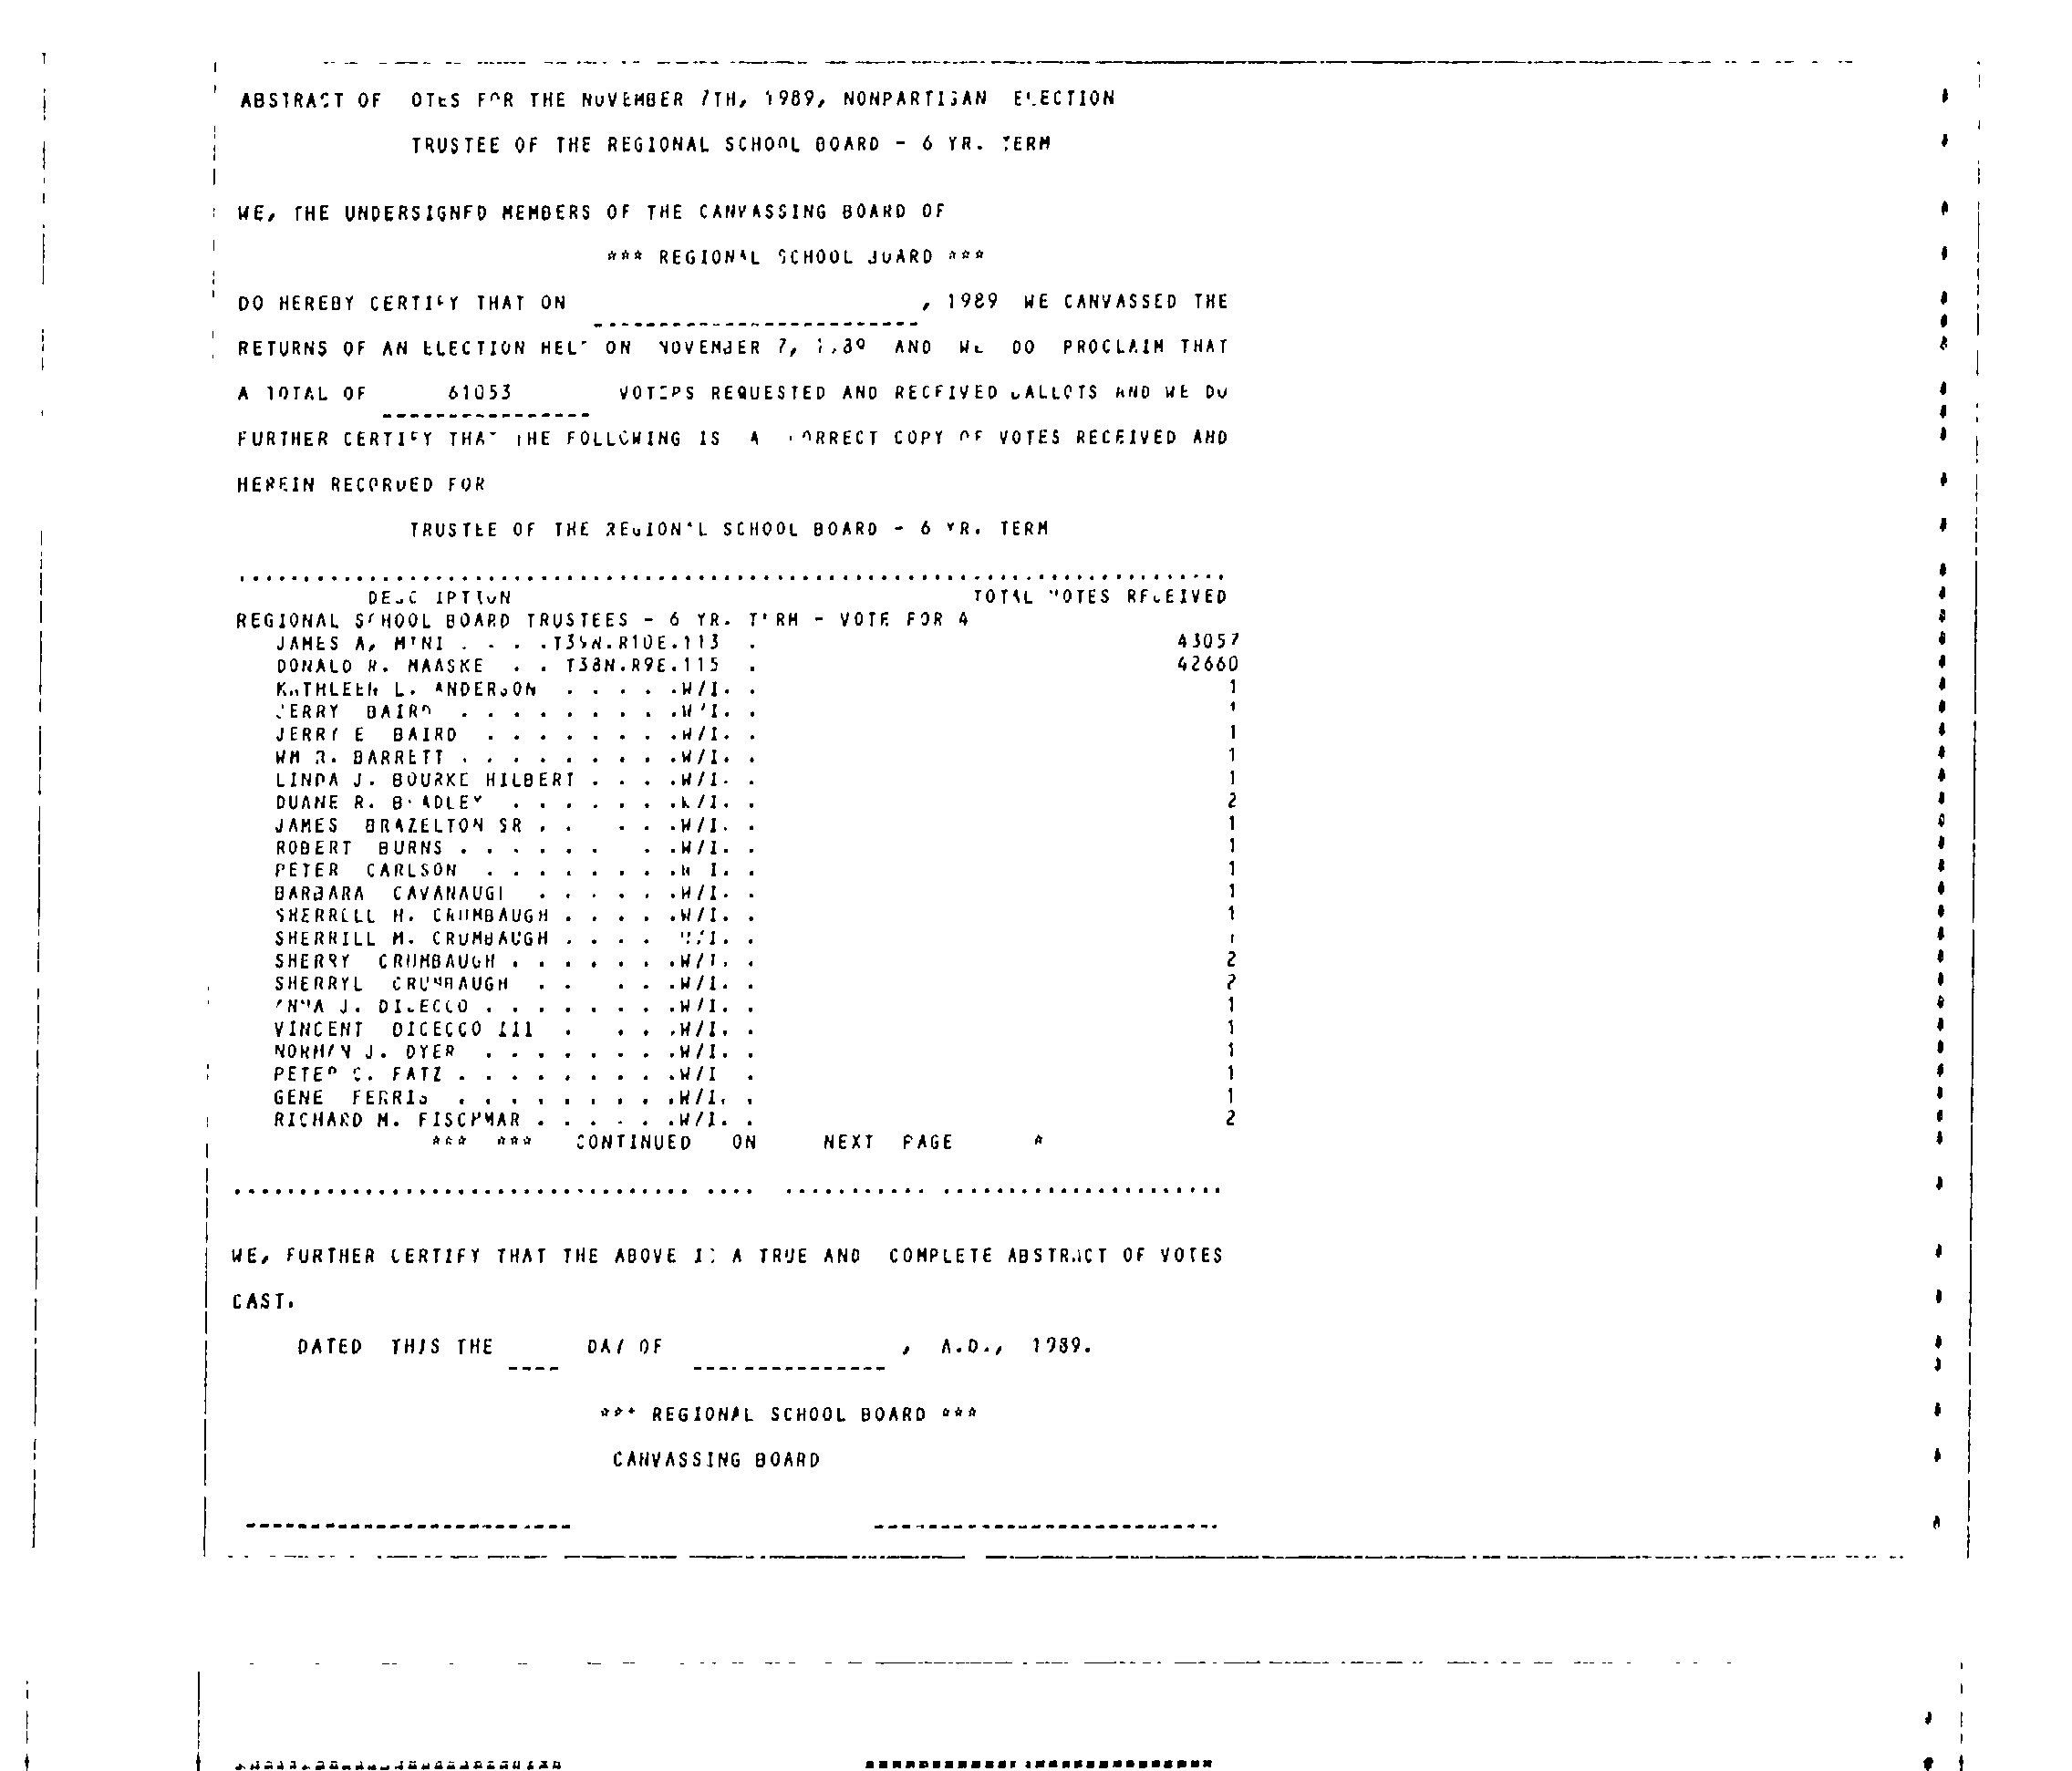 ABSTRACT OF OTES FOR THE NOVEMBER 7TH, 1989, NONPARTISAN ELECTION
TRUSTEE OF THE REGIONAL SCHOOL BOARD - 6 YR. TERM
WE, THE UNDERSIGNED MEMBERS OF THE CANVASSING BOARD OF
*** REGIONAL SCHOOL BOARD ***
DO HEREBY CERTIFY THAT ON , 1989 WE CANVASSED THE
RETURNS OF AN ELECTION HELD ON NOVEMBER 7, 1989 AND WE DO PROCLAIM THAT
A TOTAL OF 61053 VOTERS REQUESTED AND RECEIVED BALLOTS AND WE DO
FURTHER CERTIFY THAT THE FOLLOWING IS A CORRECT COPY OF VOTES RECEIVED AND
HEREIN RECORDED FOR
TRUSTEE OF THE REGIONAL SCHOOL BOARD - 6 YR. TERM
DESCRIPTION TOTAL VOTES RECEIVED
REGIONAL SCHOOL BOARD TRUSTEES - 6 YR. TERM - VOTE FOR 4
JAMES A. MINI . . . .T35N.R10E.113 . 43057
DONALD R. MAASKE . . T38N.R9E.115 . 42660
KATHLEEN L. ANDERSON . . . . .W/I. . 1
JERRY BAIRD . . . . . . . . .W/I. . 1
JERRY E BAIRD . . . . . . . .W/I. . 1
WM R. BARRETT . . . . . . . . .W/I. . 1
LINDA J. BOURKE HILBERT . . . .W/I. . 1
DUANE R. BRADLEY . . . . . . .W/I. . 2
JAMES BRAZELTON SR . . . . .W/I. . 1
ROBERT BURNS . . . . . . . .W/I. . 1
PETER CARLSON . . . . . . . .W I. . 1
BARBARA CAVANAUGH . . . . . .W/I. . 1
SHERRELL M. CRUMBAUGH . . . . .W/I. . 1
SHERRILL M. CRUMBAUGH . . . . W/I. .
SHERRY CRUMBAUGH . . . . . . .W/I. . 2
SHERRYL CRUMBAUGH . . . . .W/I. . 2
ANNA J. DICECCO . . . . . . . .W/I. . 1
VINCENT DICECCO III . . . .W/I. . 1
NORMAN J. DYER . . . . . . . .W/I. . 1
PETER C. FATZ . . . . . . . . .W/I . 1
GENE FERRIS . . . . . . . . .W/I. . 1
RICHARD M. . . . . . .W/I. . 2
*** *** CONTINUED ON NEXT PAGE *
WE, FURTHER CERTIFY THAT THE ABOVE IS A TRUE AND COMPLETE ABSTRACT OF VOTES
CAST.
DATED THIS THE DAY OF , A.D., 1989.
*** REGIONAL SCHOOL BOARD ***
CANVASSING BOARD